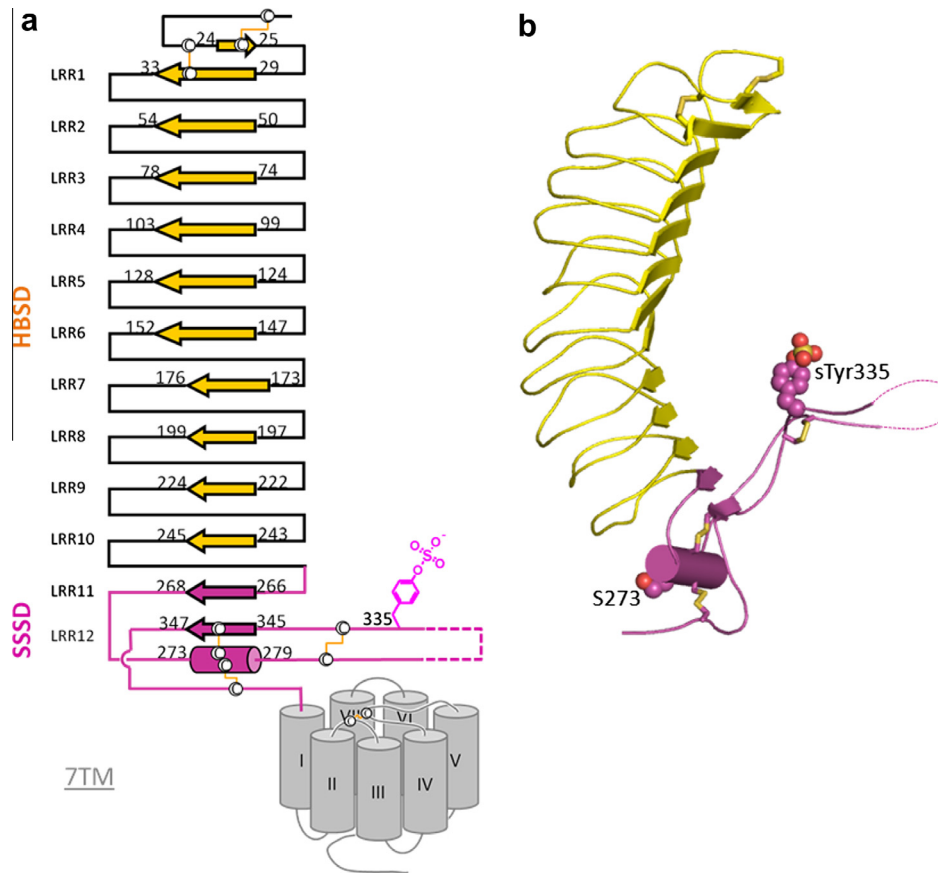 a
24 25
LRR1 33 29
LRR2 54 50
LRR3 78 74
LRR4 103 99
LRR5 128 124
LRR6 152 147
LRR7 176 173
LRR8 199 197
LRR9 224 222
LRR10 245 243
LRR11 268 266
LRR12 347 345 335
273 279
HBSD
SSSD
O
O S O -
O
VII VI
I V
II IV
III
7TM
b
sTyr335
S273